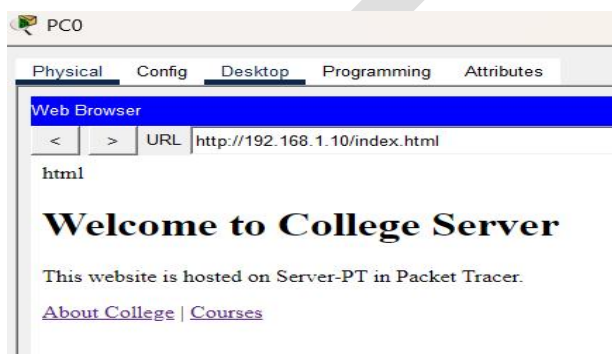 PC0
Physical Config Desktop Programming Attributes
Web Browser
< > URL http://192.168.1.10/index.html
html
Welcome to College Server
This website is hosted on Server-PT in Packet Tracer.
About College | Courses